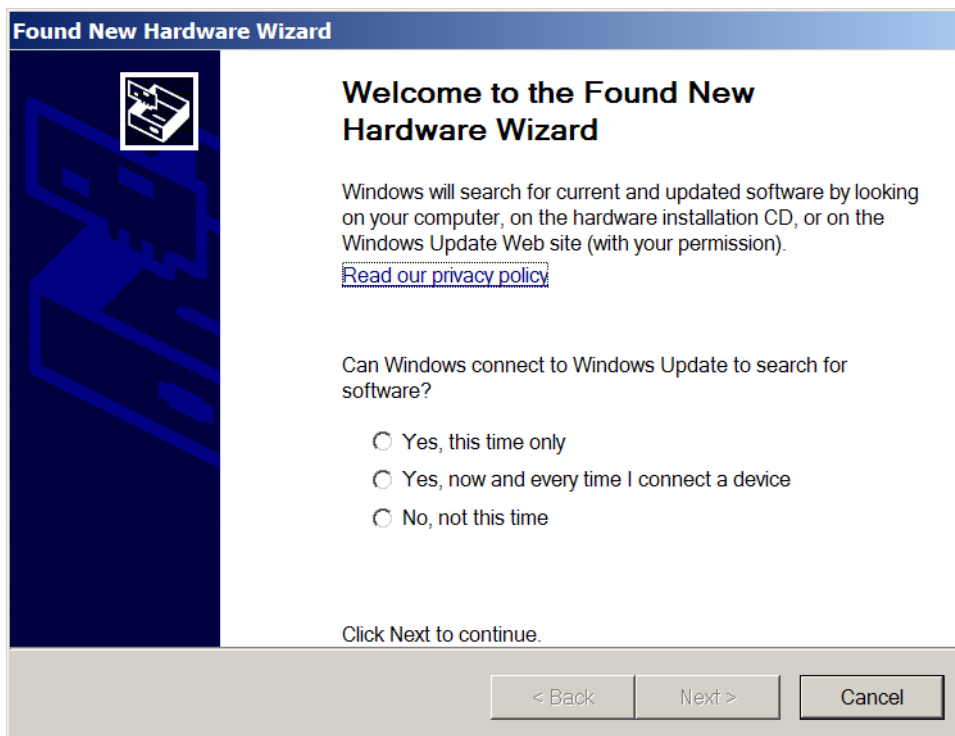 Found New Hardware Wizard
Welcome to the Found New
Hardware Wizard
Windows will search for current and updated software by looking
on your computer, on the hardware installation CD, or on the
Windows Update Web site (with your permission).
Read our privacy policy
Can Windows connect to Windows Update to search for
software?
Yes, this time only
Yes, now and every time I connect a device
No, not this time
Click Next to continue.
< Back Next > Cancel